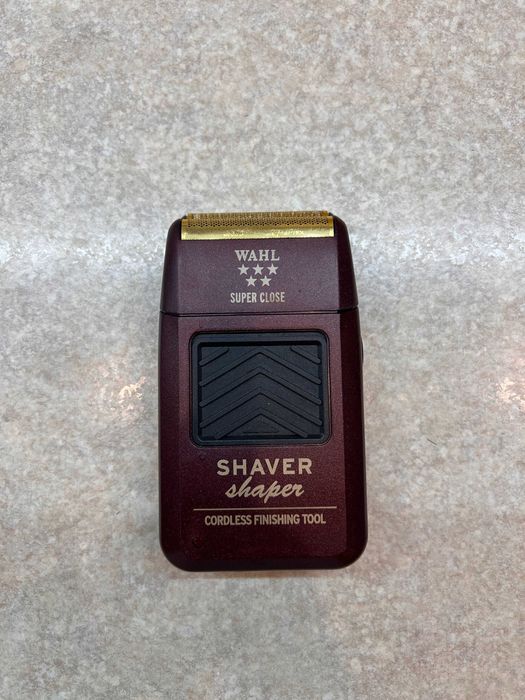 WAHL
SUPER CLOSE
SHAVER
shaper
CORDLESS FINISHING TOOL